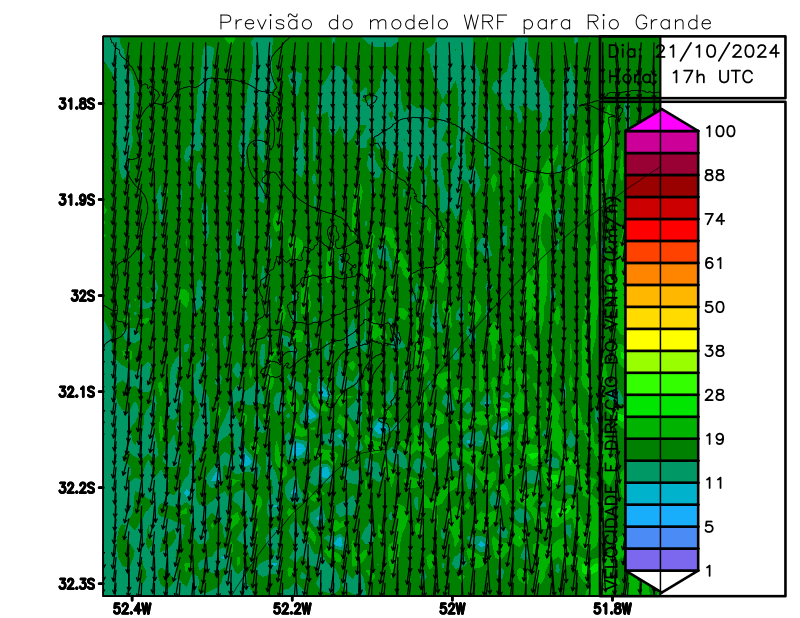 Previsão do modelo WRF para Rio Grande
Dia: 21/10/2024
Hora: 17h UTC
31.8S
31.9S
32S
32.1S
32.2S
32.3S
52.4W
52.2W
52W
51.8W
VELOCIDADE E DIREÇÃO DO VENTO (km/h)
100
88
74
61
50
38
28
19
11
5
1